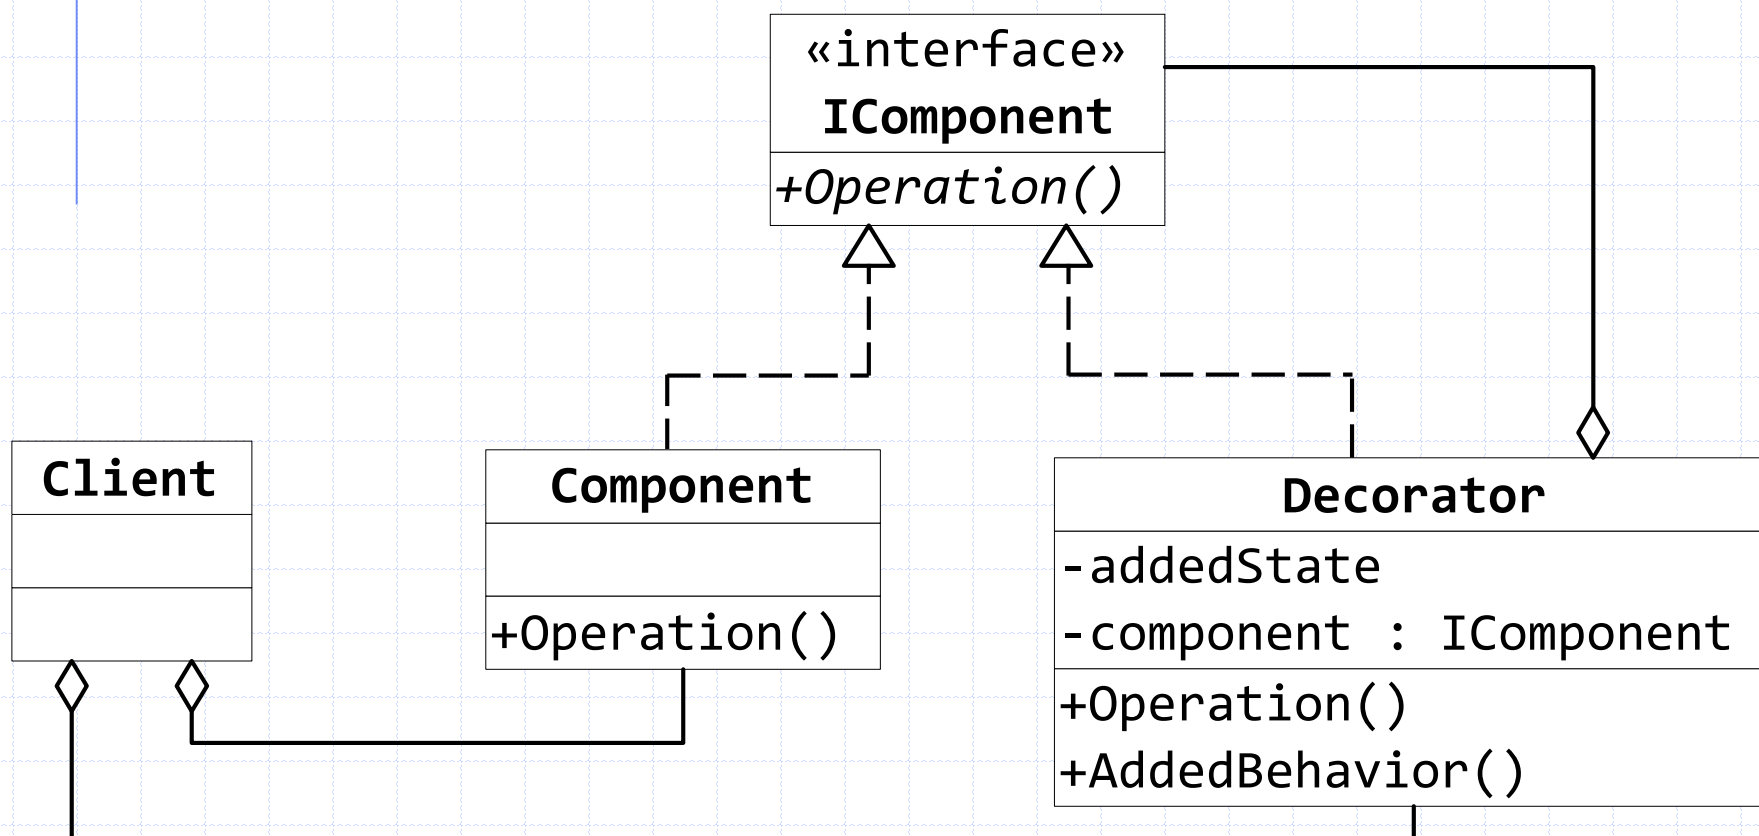 «interface»
IComponent
+Operation()
Client
Component
+Operation()
Decorator
-addedState
-component : IComponent
+Operation()
+AddedBehavior()